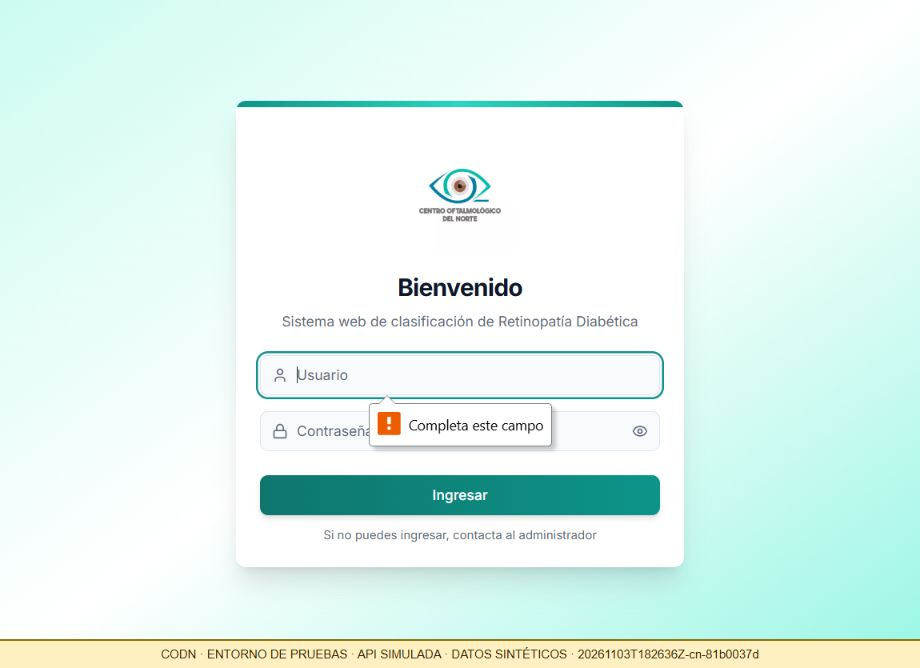 CENTRO OFTALMOLÓGICO
DEL NORTE
Bienvenido
Sistema web de clasificación de Retinopatía Diabética
Usuario
Completa este campo
Contraseña
Ingresar
Si no puedes ingresar, contacta al administrador
CODN · ENTORNO DE PRUEBAS · API SIMULADA · DATOS SINTÉTICOS · 20261103T182636Z-cn-81b0037d